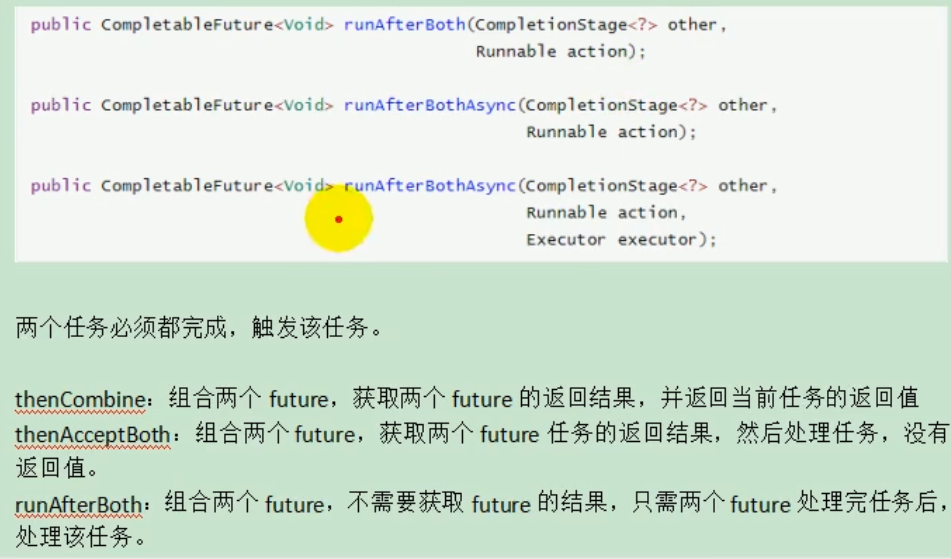 public CompletableFuture<Void> runAfterBoth(CompletionStage<?> other,
Runnable action);
public CompletableFuture<Void> runAfterBothAsync(CompletionStage<?> other,
Runnable action);
public CompletableFuture<Void> runAfterBothAsync(CompletionStage<?> other,
Runnable action,
Executor executor);
两个任务必须都完成，触发该任务。
thenCombine：组合两个 future，获取两个 future 的返回结果，并返回当前任务的返回值
thenAcceptBoth：组合两个 future，获取两个 future 任务的返回结果，然后处理任务，没有
返回值。
runAfterBoth：组合两个 future，不需要获取 future 的结果，只需两个 future 处理完任务后，
处理该任务。